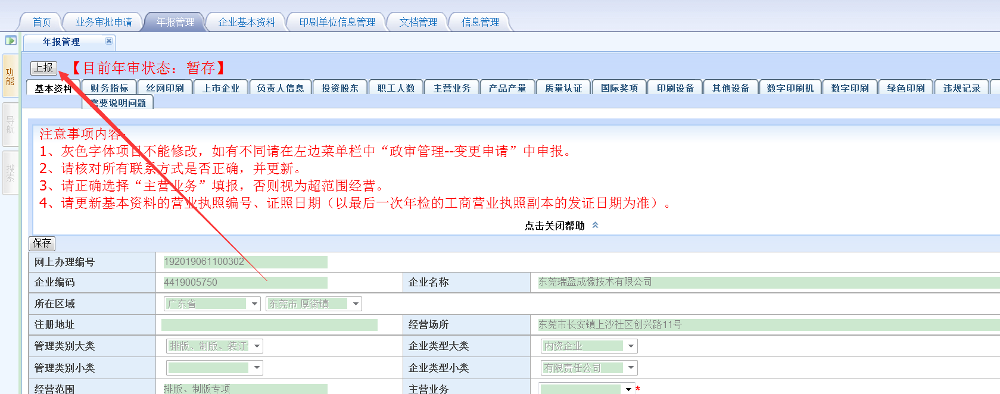 首页 业务审批申请 年报管理 企业基本资料 印刷单位信息管理 文档管理 信息管理
年报管理
功能
导航
搜索
上报 【目前年审状态：暂存】
基本资料 财务指标 丝网印刷 上市企业 负责人信息 投资股东 职工人数 主营业务 产品产量 质量认证 国际奖项 印刷设备 其他设备 数字印刷机 数字印刷 绿色印刷 违规记录
需要说明问题
注意事项内容：
1、灰色字体项目不能修改，如有不同请在左边菜单栏中“政审管理--变更申请”中申报。
2、请核对所有联系方式是否正确，并更新。
3、请正确选择“主营业务”填报，否则视为超范围经营。
4、请更新基本资料的营业执照编号、证照日期（以最后一次年检的工商营业执照副本的发证日期为准）。
点击关闭帮助
保存
网上办理编号 192019061100302
企业编码 4419005750 企业名称 东莞瑞盈成像技术有限公司
所在区域 广东省 东莞市 厚街镇
注册地址 经营场所 东莞市长安镇上沙社区创兴路11号
管理类别大类 排版、制版、装订 企业类型大类 内资企业
管理类别小类 企业类型小类 有限责任公司
经营范围 排版、制版专项 主营业务 *